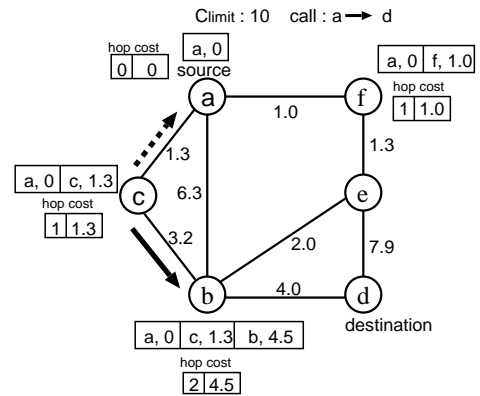 Climit : 10 call : a d
hop cost
0 0
a, 0
source
a
a, 0 f, 1.0
hop cost
1 1.0
f
1.0
1.3
1.3
a, 0 c, 1.3
hop cost
1 1.3
c
6.3
e
3.2
2.0
7.9
b
4.0
d
destination
a, 0 c, 1.3 b, 4.5
hop cost
2 4.5